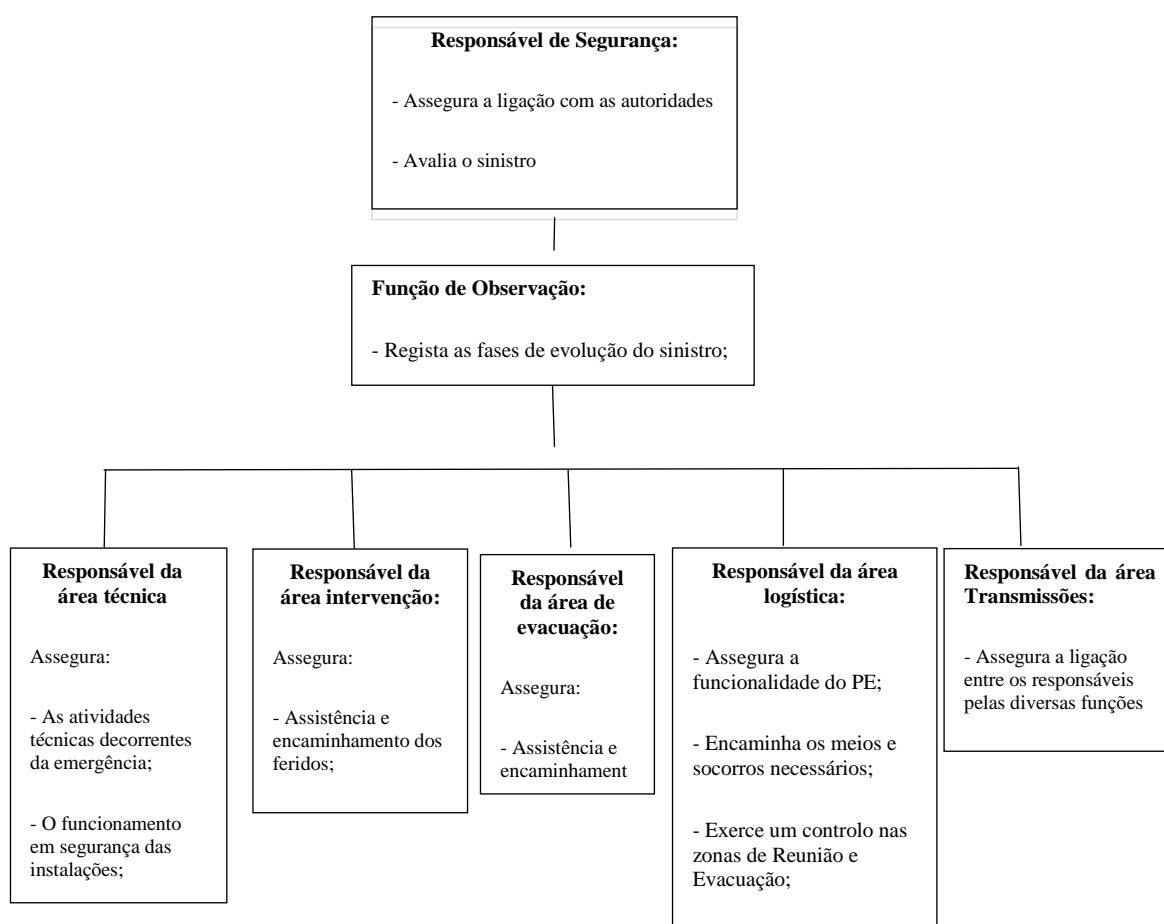 Responsável de Segurança:
- Assegura a ligação com as autoridades
- Avalia o sinistro
Função de Observação:
- Regista as fases de evolução do sinistro;
Responsável da
área técnica
Assegura:
- As atividades
técnicas decorrentes
da emergência;
- O funcionamento
em segurança das
instalações;
Responsável da
área intervenção:
Assegura:
- Assistência e
encaminhamento dos
feridos;
Responsável
da área de
evacuação:
Assegura:
- Assistência e
encaminhament
Responsável da área
logística:
- Assegura a
funcionalidade do PE;
- Encaminha os meios e
socorros necessários;
- Exerce um controlo nas
zonas de Reunião e
Evacuação;
Responsável da área
Transmissões:
- Assegura a ligação
entre os responsáveis
pelas diversas funções